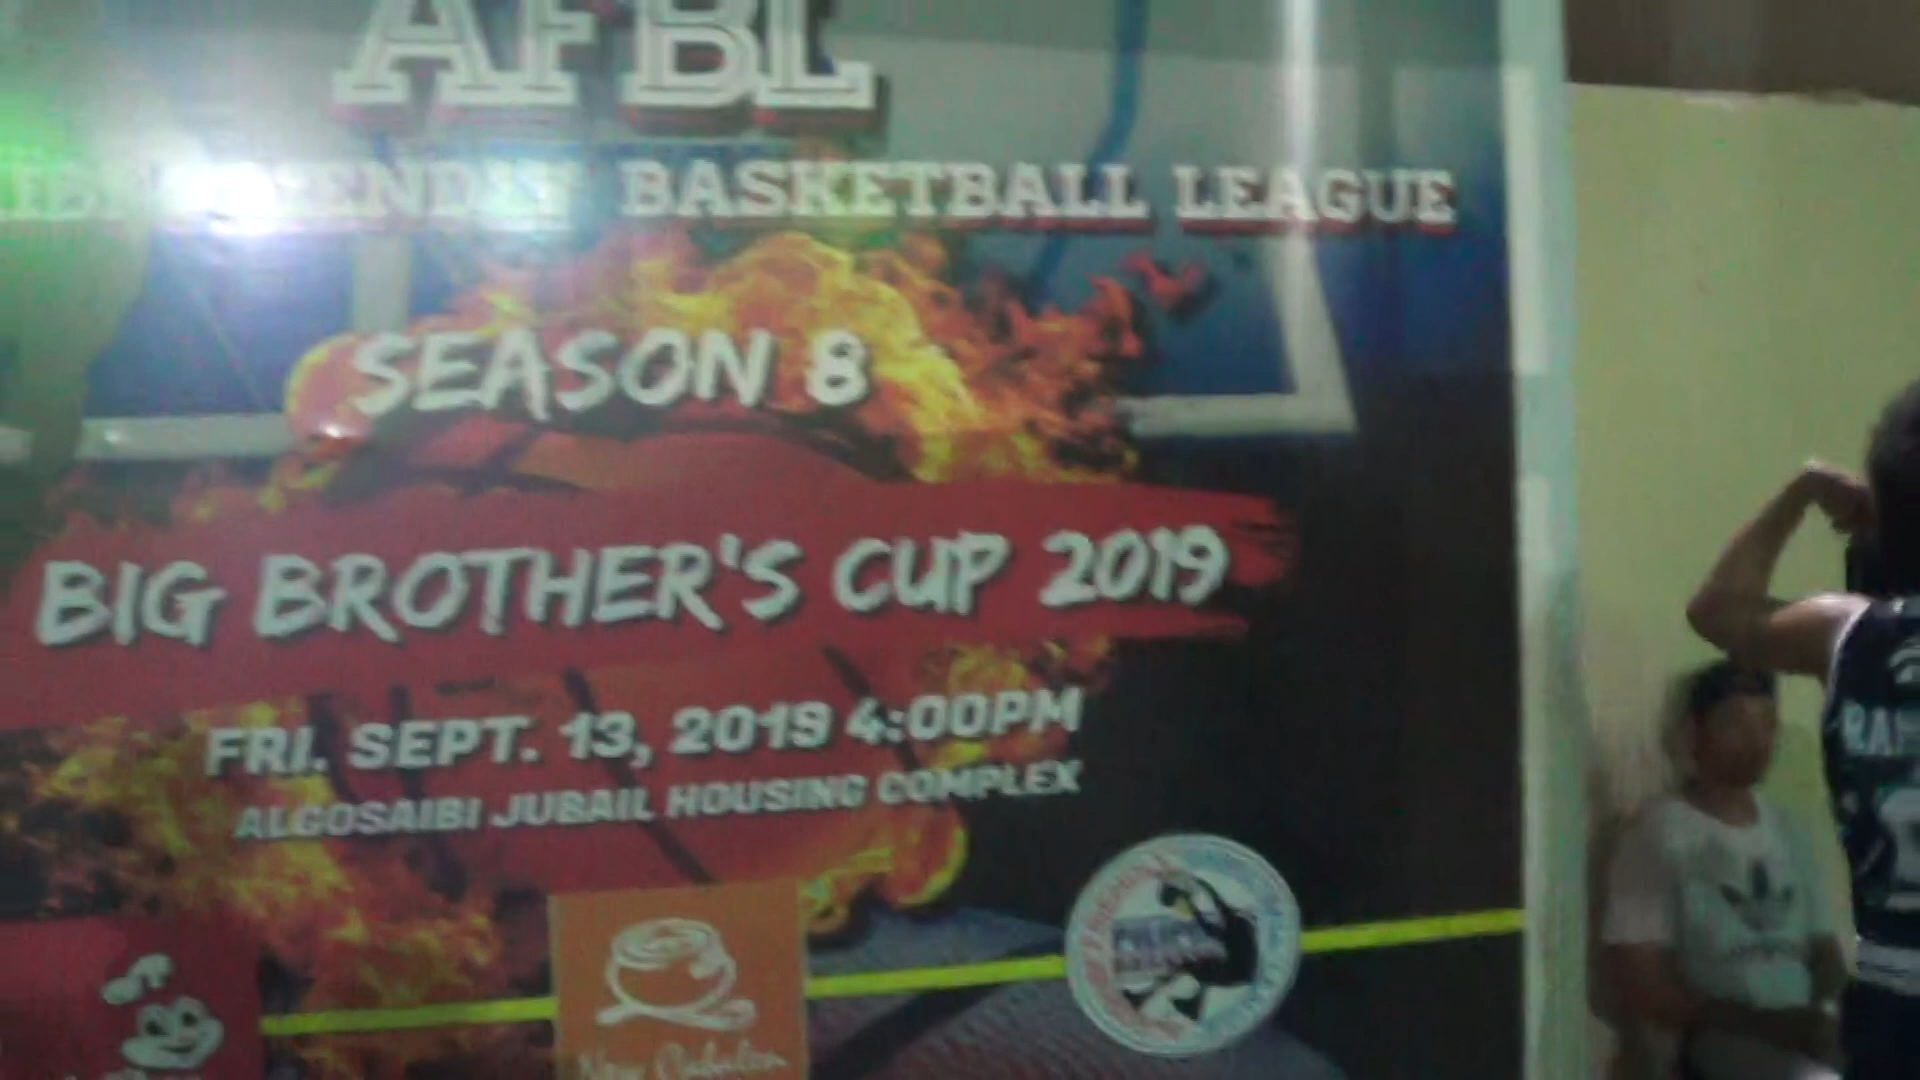 AFBL
FRIENDLY BASKETBALL LEAGUE
SEASON 8
BIG BROTHER'S CUP 2019
FRI. SEPT. 13, 2019 4:00PM
ALGOSAIBI JUBAIL HOUSING COMPLEX